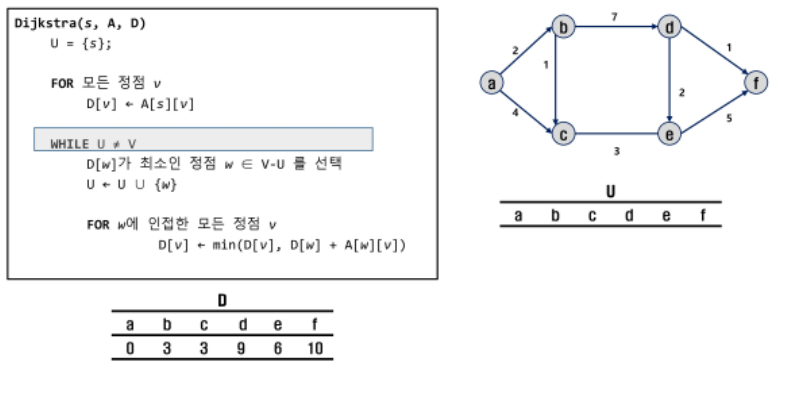 Dijkstra(s, A, D)
U = {s};
FOR 모든 정점 v
D[v] ← A[s][v]
WHILE U ≠ V
D[w]가 최소인 정점 w ∈ V-U 를 선택
U ← U ∪ {w}
FOR w에 인접한 모든 정점 v
D[v] ← min(D[v], D[w] + A[w][v])
b 7 d
2 1 1
a 2 f
4 5
c e
3
U
a b c d e f
D
a b c d e f
0 3 3 9 6 10